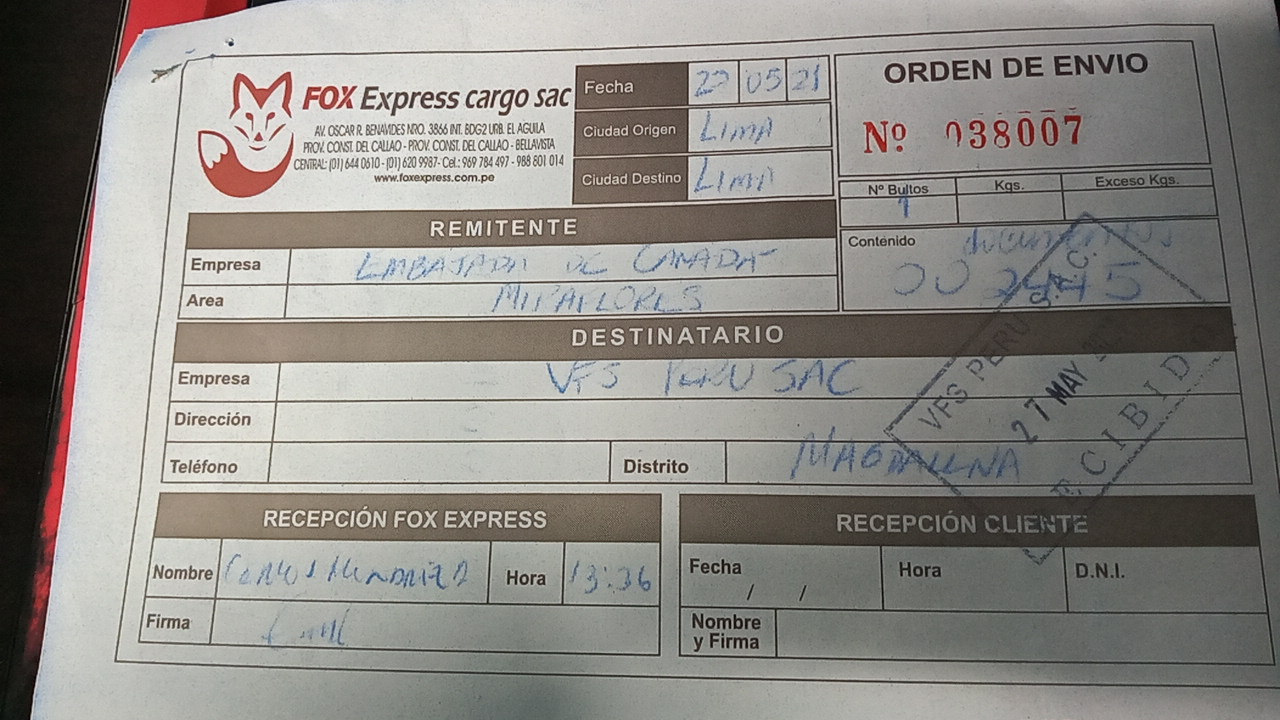 FOX Express cargo sac
AV. OSCAR R. BENAVIDES NRO. 3866 INT. BDG2 URB. EL AGUILA
PROV. CONST. DEL CALLAO - PROV. CONST. DEL CALLAO - BELLAVISTA
CENTRAL: (01) 644 0610 - (01) 620 9987- Cel.: 969 784 497 - 988 801 014
www.foxexpress.com.pe
Fecha 05 21
Ciudad Origen LIMA
Ciudad Destino LIMA
ORDEN DE ENVIO
Nº 038007
Nº Bultos Kgs. Exceso Kgs.
1
Contenido documentos
REMITENTE
Empresa EMBAJADA DE CANADA
Area MIRAFLORES
DESTINATARIO
Empresa VFS PERU SAC
Dirección
Teléfono Distrito MAGDALENA
VFS PERU S.A.C.
27 MAY
RECEPCIÓN FOX EXPRESS
Nombre Hora 13:36
Firma
RECEPCIÓN CLIENTE
Fecha / / Hora D.N.I.
Nombre
y Firma